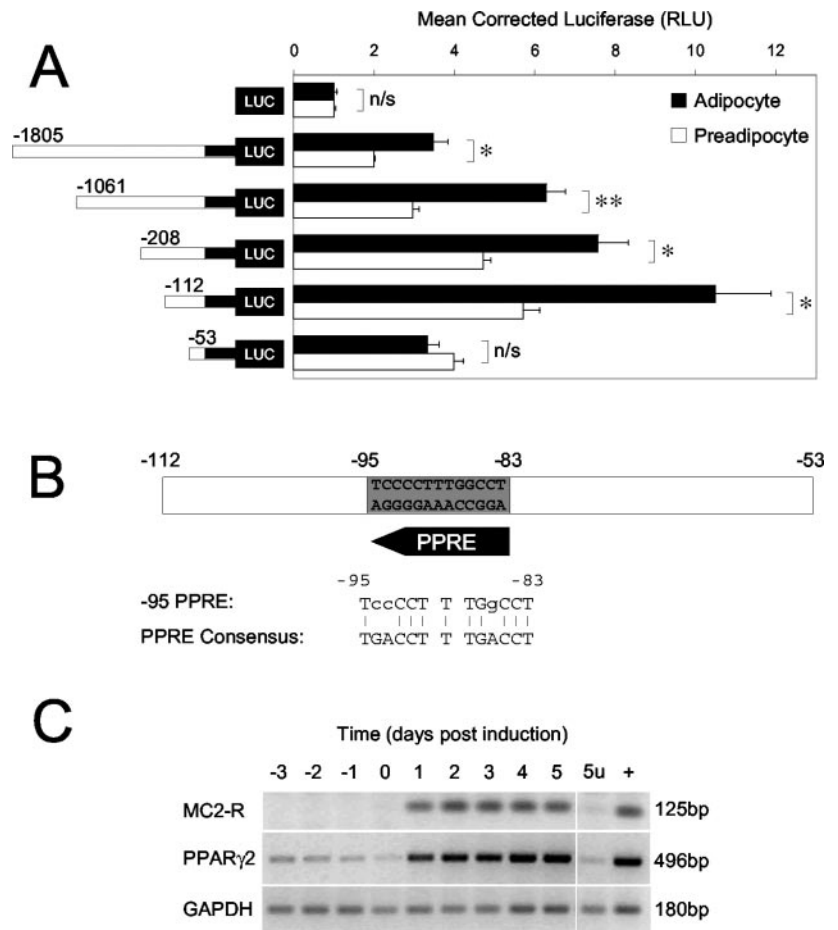 Mean Corrected Luciferase (RLU)
0 2 4 6 8 10 12
A
Adipocyte
Preadipocyte
LUC
n/s
-1805
LUC
*
-1061
LUC
**
-208
LUC
*
-112
LUC
*
-53
LUC
n/s
B
-112 -95 -83 -53
TCCCCTTTGGCCT
AGGGGAAACCGGA
PPRE
-95 -83
-95 PPRE: TccCCT T TGgCCT
PPRE Consensus: TGACCT T TGACCT
C
Time (days post induction)
-3 -2 -1 0 1 2 3 4 5 5u +
MC2-R 125bp
PPARγ2 496bp
GAPDH 180bp